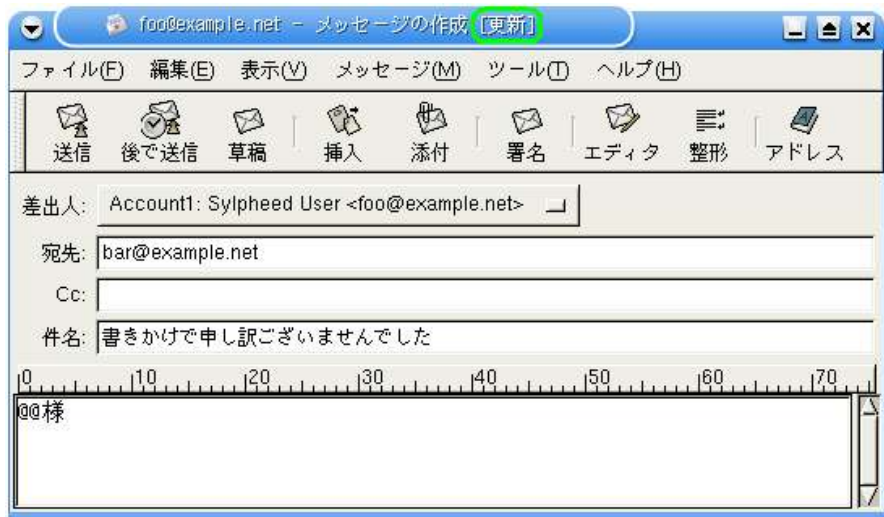 foo@example.net - メッセージの作成 [更新]
ファイル(F) 編集(E) 表示(V) メッセージ(M) ツール(T) ヘルプ(H)
送信 後で送信 草稿 挿入 添付 署名 エディタ 整形 アドレス
差出人: Account1: Sylpheed User <foo@example.net>
宛先: bar@example.net
Cc:
件名: 書きかけで申し訳ございませんでした
0 10 20 30 40 50 60 70
@@様